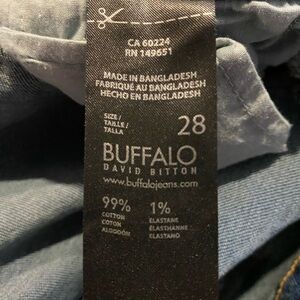 CA 60224
RN 149651
MADE IN BANGLADESH
FABRIQUÉ AU BANGLADESH
HECHO EN BANGLADESH
SIZE /
TAILLE /
TALLA
28
BUFFALO
DAVID BITTON
www.buffalojeans.com
99% 1%
COTTON ELASTANE
COTON ÉLASTHANNE
ALGODÓN ELASTANO